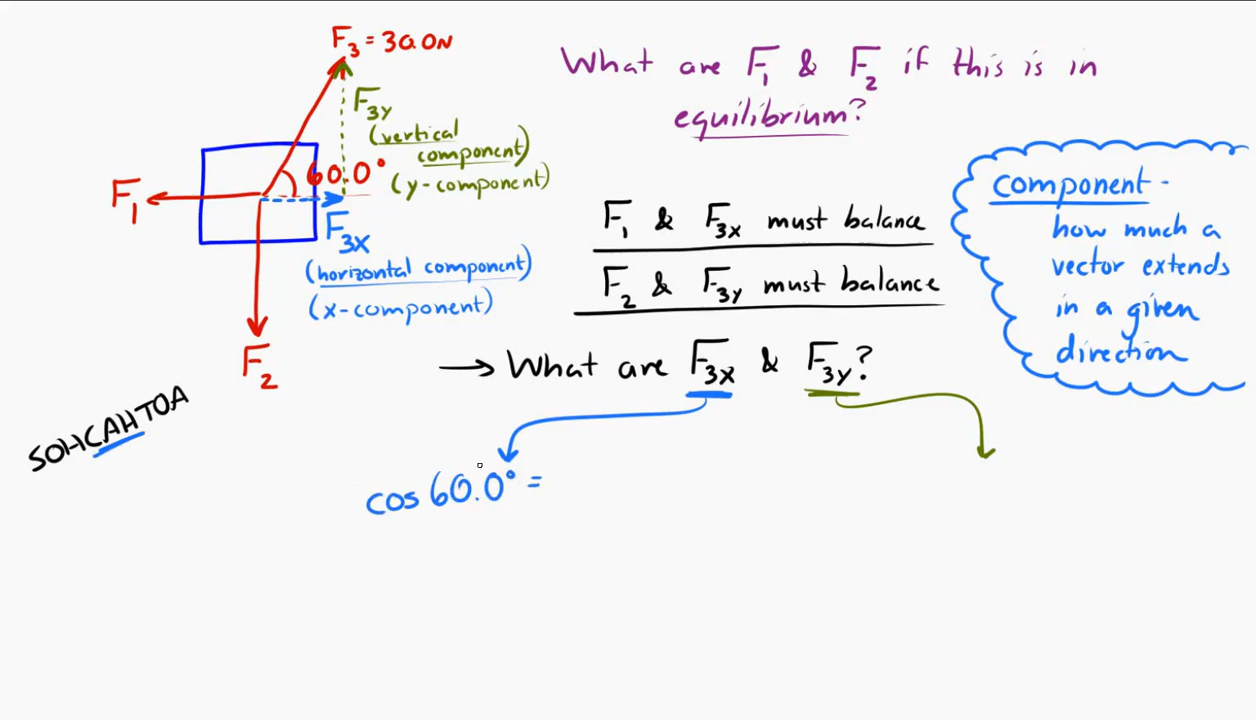 F3 = 30.0N
What are F1 & F2 if this is in
equilibrium?
F3y
(vertical
component)
(y-component)
60.0°
F1
F3x
(horizontal component)
(x-component)
F2
component -
how much a
vector extends
in a given
direction
F1 & F3x must balance
F2 & F3y must balance
→ What are F3x & F3y?
SOHCAHTOA
cos 60.0° =